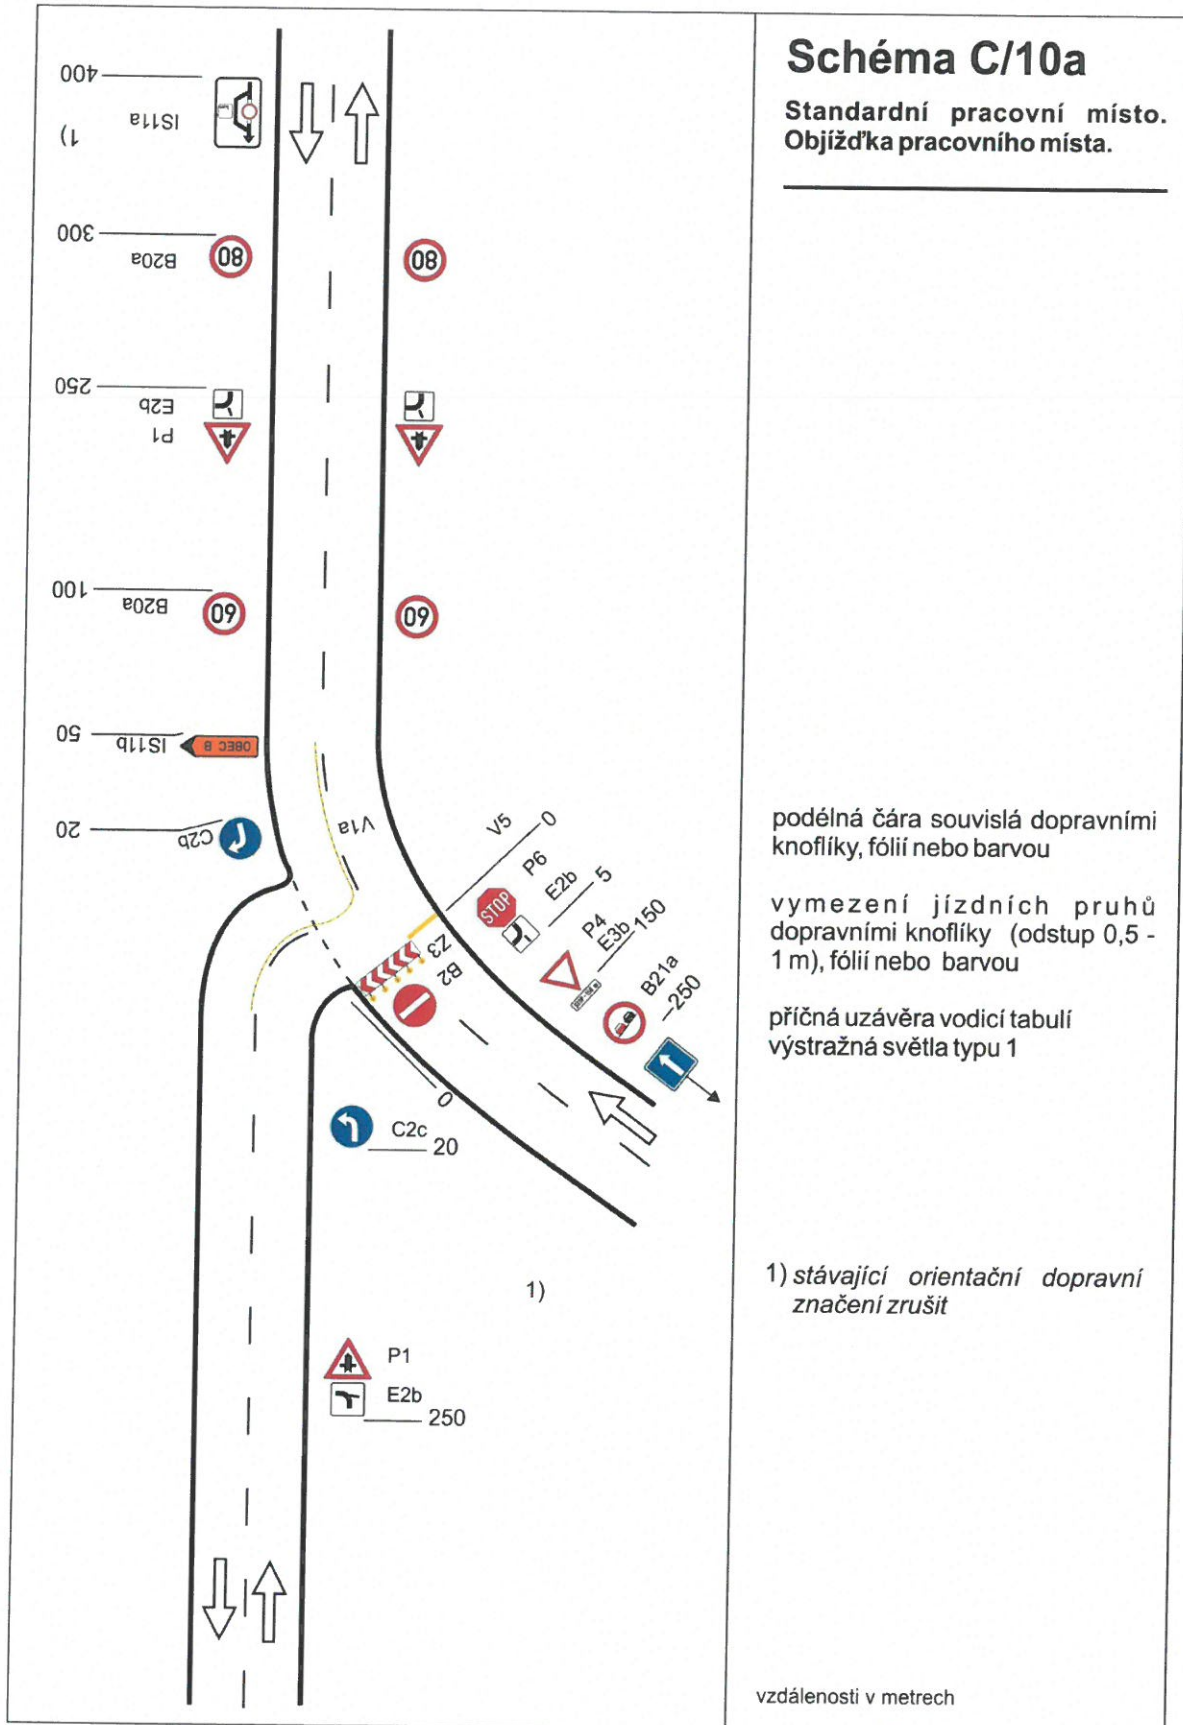 Schéma C/10a
Standardní pracovní místo.
Objížďka pracovního místa.
400
IS11a
1)
300
B20a
80
80
250
E2b
P1
100
B20a
60
60
50
IS11b
OBEC B
20
C2b
V1a
V5
0
P6
STOP
E2b
5
P4
E3b
150
B21a
250
Z3
B2
0
C2c
20
1)
P1
E2b
250
podélná čára souvislá dopravními
knoflíky, fólií nebo barvou
vymezení jízdních pruhů
dopravními knoflíky (odstup 0,5 -
1 m), fólií nebo barvou
příčná uzávěra vodicí tabulí
výstražná světla typu 1
1) stávající orientační dopravní
značení zrušit
vzdálenosti v metrech